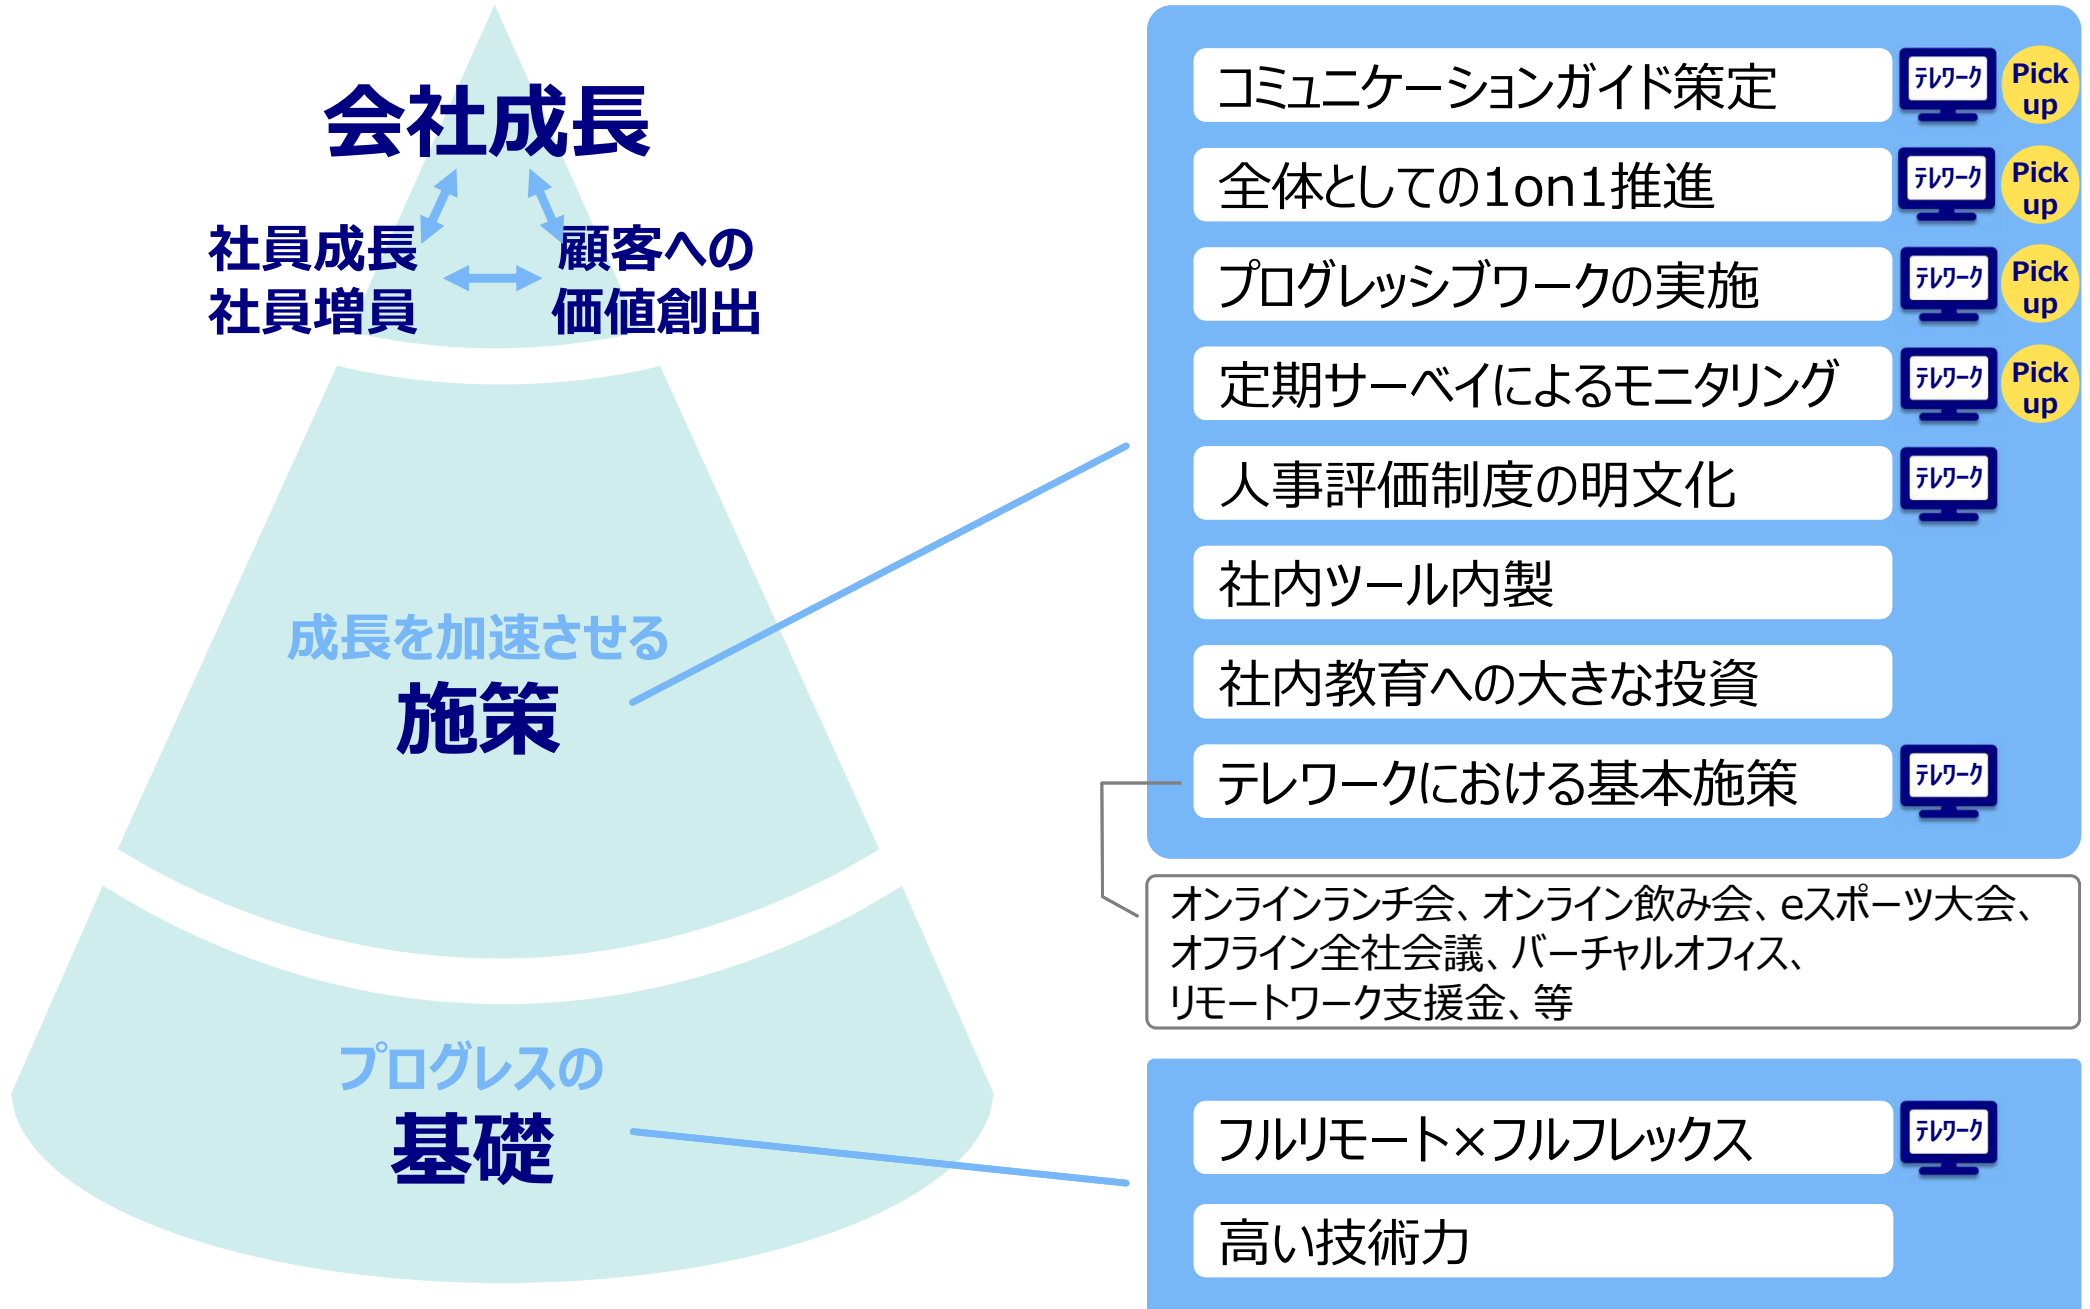 会社成長
社員成長
社員増員
顧客への
価値創出
成長を加速させる
施策
プログレスの
基礎
コミュニケーションガイド策定
テレワーク
Pick
up
全体としての1on1推進
テレワーク
Pick
up
プログレッシブワークの実施
テレワーク
Pick
up
定期サーベイによるモニタリング
テレワーク
Pick
up
人事評価制度の明文化
テレワーク
社内ツール内製
社内教育への大きな投資
テレワークにおける基本施策
テレワーク
オンラインランチ会、オンライン飲み会、eスポーツ大会、
オフライン全社会議、バーチャルオフィス、
リモートワーク支援金、等
フルリモート×フルフレックス
テレワーク
高い技術力